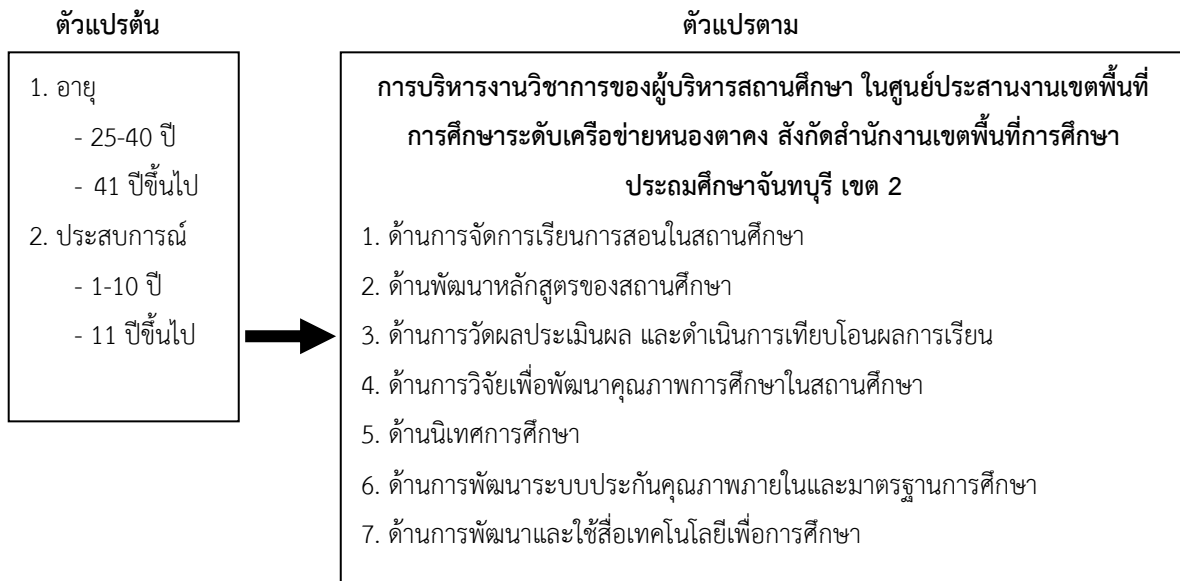 ตัวแปรต้น
1. อายุ
- 25-40 ปี
- 41 ปีขึ้นไป
2. ประสบการณ์
- 1-10 ปี
- 11 ปีขึ้นไป
ตัวแปรตาม
การบริหารงานวิชาการของผู้บริหารสถานศึกษา ในศูนย์ประสานงานเขตพื้นที่
การศึกษาระดับเครือข่ายหนองตาคง สังกัดสำนักงานเขตพื้นที่การศึกษา
ประถมศึกษาจันทบุรี เขต 2
1. ด้านการจัดการเรียนการสอนในสถานศึกษา
2. ด้านพัฒนาหลักสูตรของสถานศึกษา
3. ด้านการวัดผลประเมินผล และดำเนินการเทียบโอนผลการเรียน
4. ด้านการวิจัยเพื่อพัฒนาคุณภาพการศึกษาในสถานศึกษา
5. ด้านนิเทศการศึกษา
6. ด้านการพัฒนาระบบประกันคุณภาพภายในและมาตรฐานการศึกษา
7. ด้านการพัฒนาและใช้สื่อเทคโนโลยีเพื่อการศึกษา